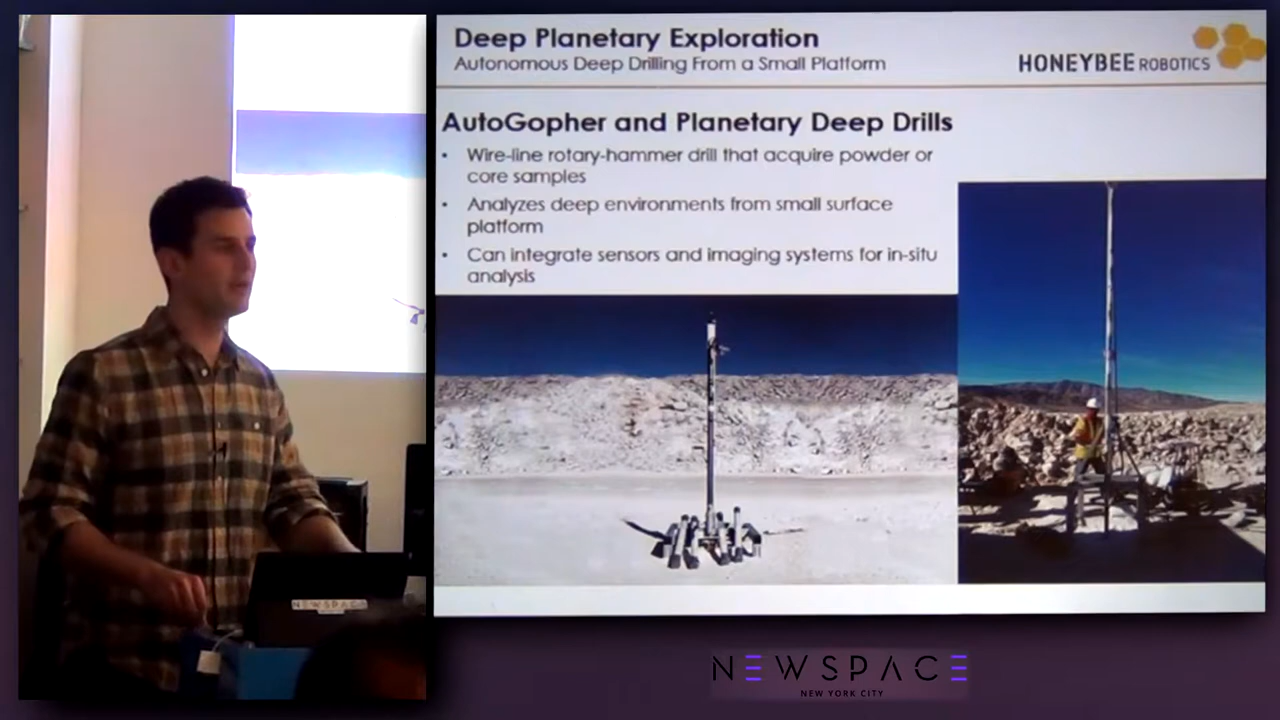 Deep Planetary Exploration
Autonomous Deep Drilling From a Small Platform
HONEYBEE ROBOTICS
AutoGopher and Planetary Deep Drills
• Wire-line rotary-hammer drill that acquire powder or
core samples
• Analyzes deep environments from small surface
platform
• Can integrate sensors and imaging systems for in-situ
analysis
NEWSPACE
NEWSPACE
NEW YORK CITY